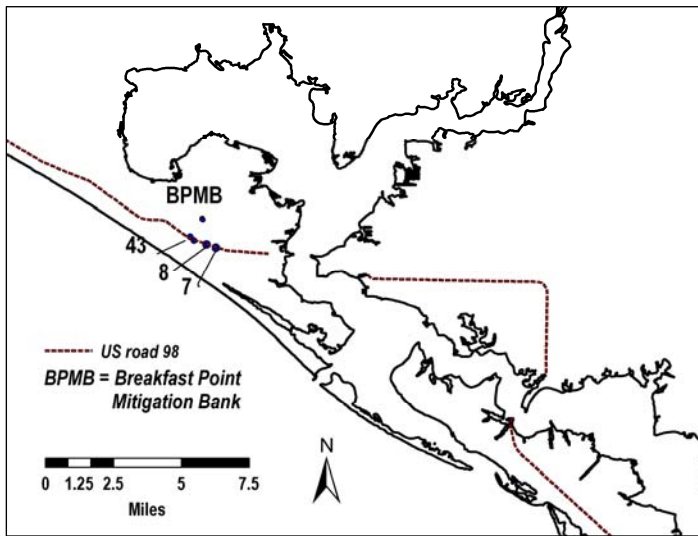 BPMB
43
8
7
US road 98
BPMB = Breakfast Point
Mitigation Bank
N
0 1.25 2.5 5 7.5
Miles